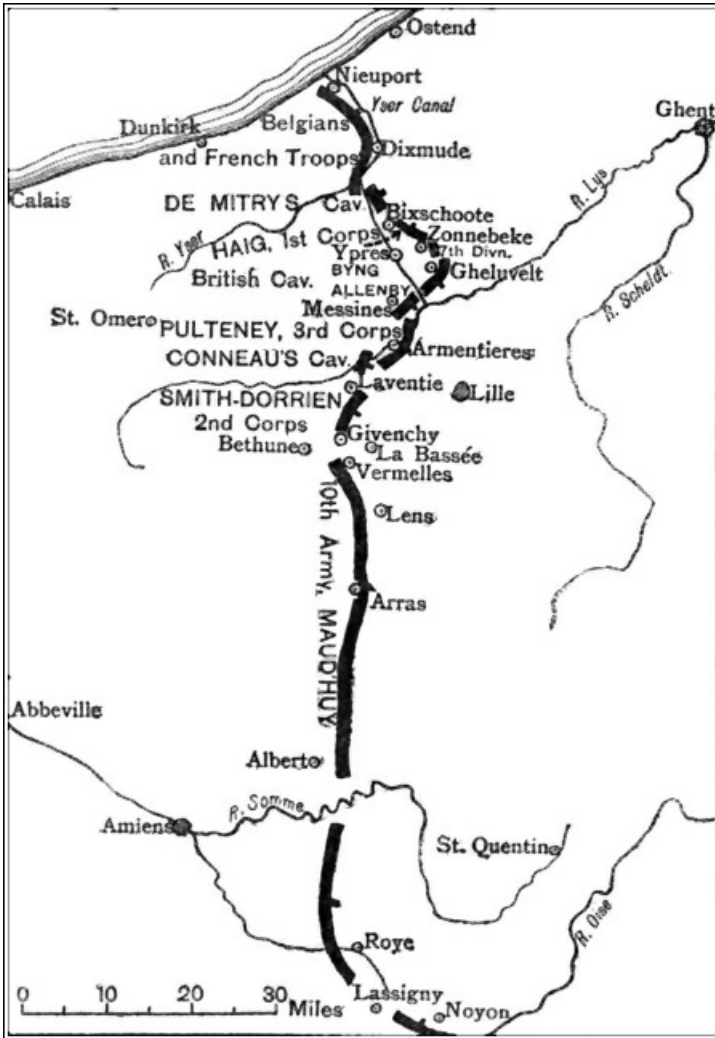 Ostend
Nieuport
Yser Canal
Ghent
Dunkirk
Belgians
and French Troops
Dixmude
Calais
R. Lys
DE MITRYS Cav.
Bixschoote
R. Yser
HAIG, 1st Corps
Zonnebeke
7th Divn.
Ypres
Gheluvelt
BYNG
British Cav.
ALLENBY
R. Scheldt.
Messines
St. Omer
PULTENEY, 3rd Corps
Armentieres
CONNEAU'S Cav.
Laventie
Lille
SMITH-DORRIEN
2nd Corps
Givenchy
Bethune
La Bassée
Vermelles
10th Army, MAUD'HUY
Lens
Arras
Abbeville
Albert
R. Somme
Amiens
St. Quentin
R. Oise
Roye
Lassigny
Noyon
0 10 20 30
Miles